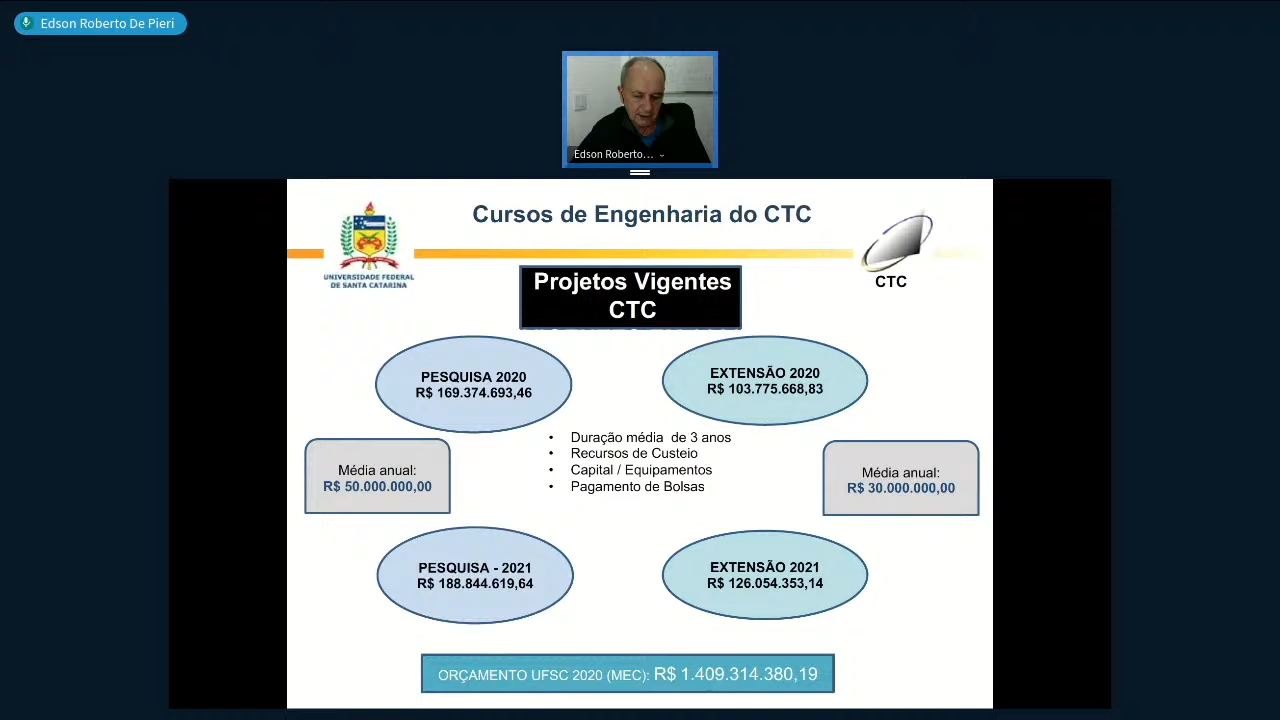 Edson Roberto De Pieri
Edson Roberto...
Cursos de Engenharia do CTC
UNIVERSIDADE FEDERAL
DE SANTA CATARINA
CTC
Projetos Vigentes
CTC
PESQUISA 2020
R$ 169.374.693,46
EXTENSÃO 2020
R$ 103.775.668,83
• Duração média de 3 anos
• Recursos de Custeio
• Capital / Equipamentos
• Pagamento de Bolsas
Média anual:
R$ 50.000.000,00
Média anual:
R$ 30.000.000,00
PESQUISA - 2021
R$ 188.844.619,64
EXTENSÃO 2021
R$ 126.054.353,14
ORÇAMENTO UFSC 2020 (MEC): R$ 1.409.314.380,19